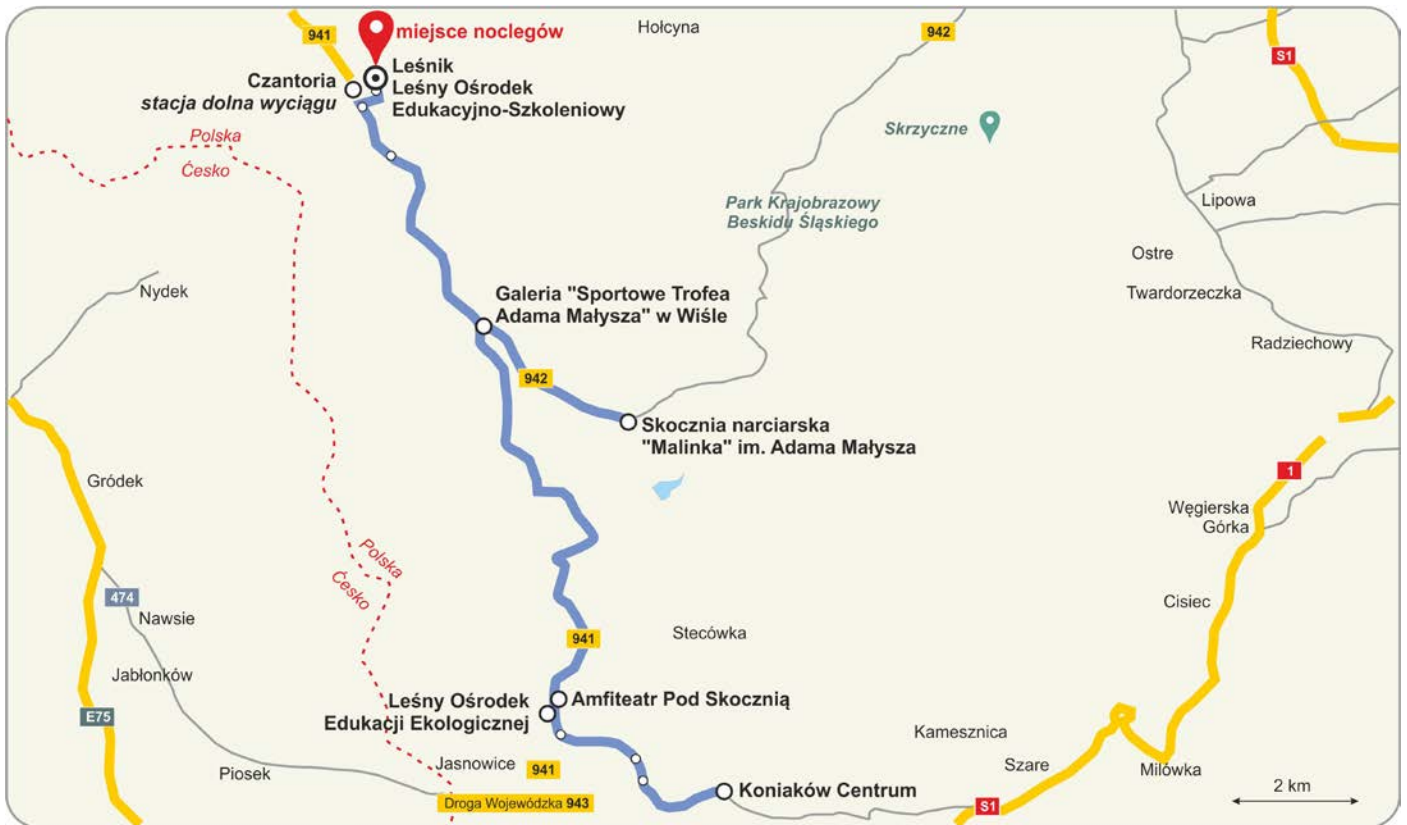 941
miejsce noclegów
Hołcyna
942
S1
Leśnik
Leśny Ośrodek
Edukacyjno-Szkoleniowy
Czantoria
stacja dolna wyciągu
Skrzyczne
Polska
Ćesko
Park Krajobrazowy
Beskidu Śląskiego
Lipowa
Ostre
Twardorzeczka
Nydek
Galeria "Sportowe Trofea
Adama Małysza" w Wiśle
Radziechowy
942
Skocznia narciarska
"Malinka" im. Adama Małysza
1
Gródek
Węgierska
Górka
Polska
Ćesko
474
Nawsie
Cisiec
941
Stecówka
Jabłonków
Leśny Ośrodek
Edukacji Ekologicznej
Amfiteatr Pod Skocznią
E75
Kamesznica
Jasnowice
941
Szare
Milówka
Piosek
Koniaków Centrum
2 km
Droga Wojewódzka 943
S1